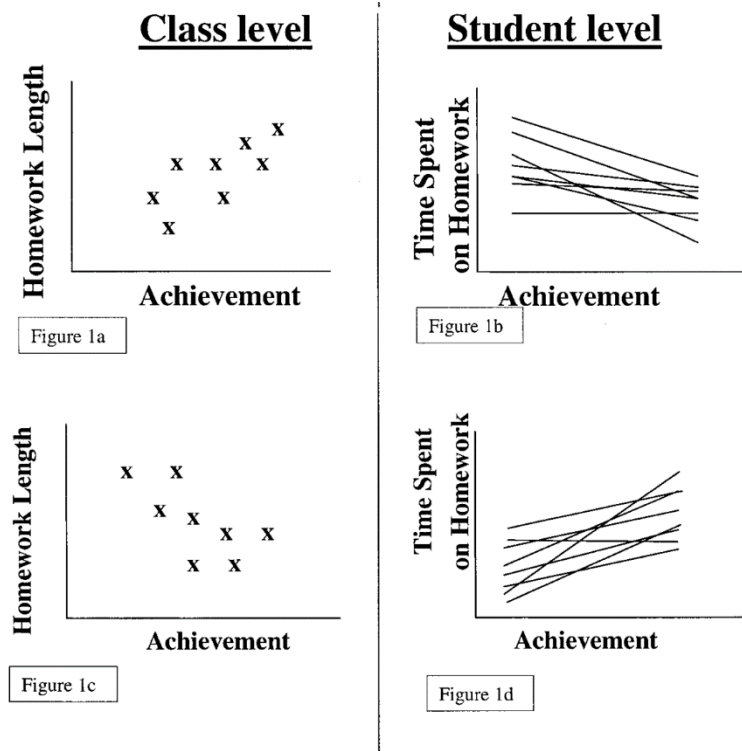 Class level
Student level
Homework Length
x
x
x
x
x
x
x
x
Achievement
Figure 1a
Time Spent
on Homework
Achievement
Figure 1b
Homework Length
x
x
x
x
x
x
x
x
Achievement
Figure 1c
Time Spent
on Homework
Achievement
Figure 1d